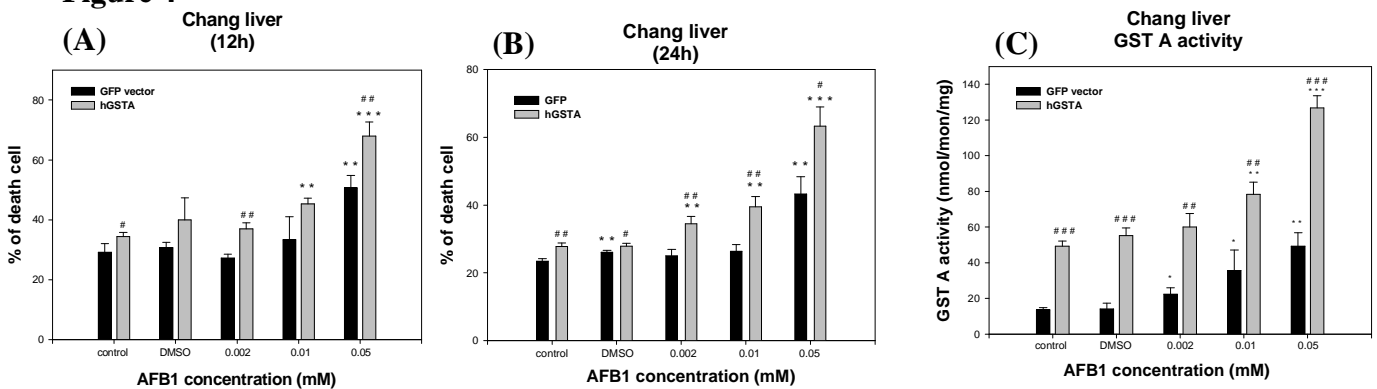 Figure
(A)
Chang liver
(12h)
GFP vector
hGSTA
% of death cell
80
60
40
20
0
#
# #
* *
* *
# #
* * *
control DMSO 0.002 0.01 0.05
AFB1 concentration (mM)
(B)
Chang liver
(24h)
GFP
hGSTA
% of death cell
80
60
40
20
0
# #
* *
#
# #
* *
# #
* *
* *
#
* * *
control DMSO 0.002 0.01 0.05
AFB1 concentration (mM)
(C)
Chang liver
GST A activity
GFP vector
hGSTA
GST A activity (nmol/mon/mg)
140
120
100
80
60
40
20
0
# # #
# # #
*
# #
*
# #
* *
* *
# # #
* * *
control DMSO 0.002 0.01 0.05
AFB1 concentration (mM)